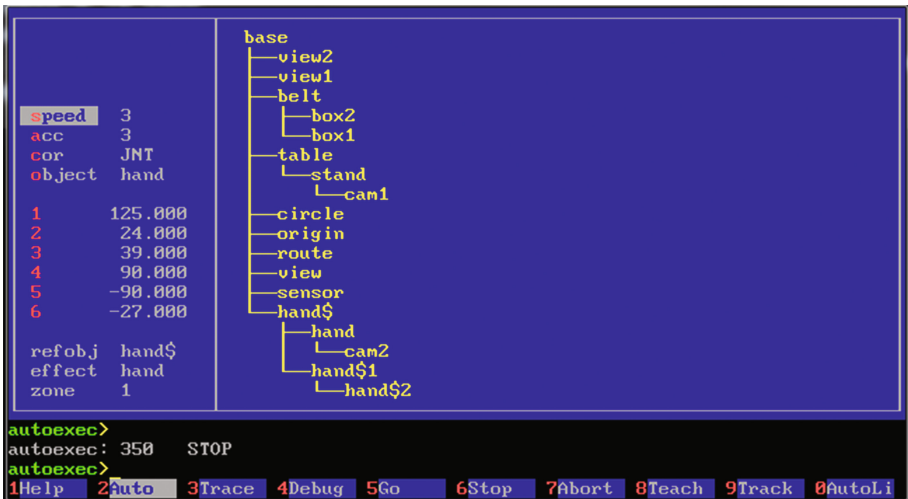 base
view2
view1
belt
speed 3 box2
acc 3 box1
cor JNT table
object hand stand
cam1
1 125.000 circle
2 24.000 origin
3 39.000 route
4 90.000 view
5 -90.000 sensor
6 -27.000 hand$
hand
refobj hand$ cam2
effect hand hand$1
zone 1 hand$2
autoexec>
autoexec: 350 STOP
autoexec>
1Help 2Auto 3Trace 4Debug 5Go 6Stop 7Abort 8Teach 9Track 0AutoLi